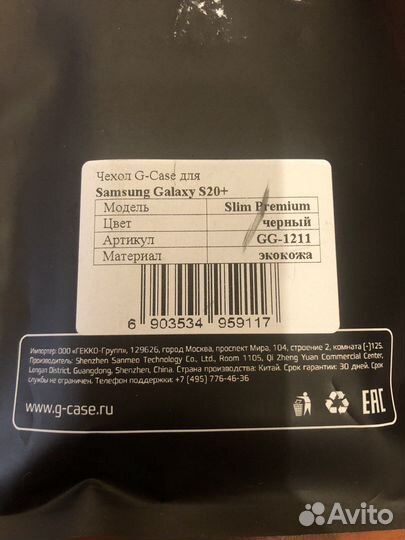 Чехол G-Case для
Samsung Galaxy S20+
Модель Slim Premium
Цвет черный
Артикул GG-1211
Материал экокожа
6 903534 959117
Импортер: ООО «ГЕККО-Групп», 129626, город Москва, проспект Мира, 104, строение 2, комната (-)125.
Производитель: Shenzhen Sanmeo Technology Co., Ltd., Room 1105, Qi Zheng Yuan Commercial Center,
Longan District, Guangdong, Shenzhen, China. Страна производства: Китай. Срок гарантии: 30 дней. Срок
службы не ограничен. Телефон поддержки: +7 (495) 776-46-36
www.g-case.ru
EAC
Avito